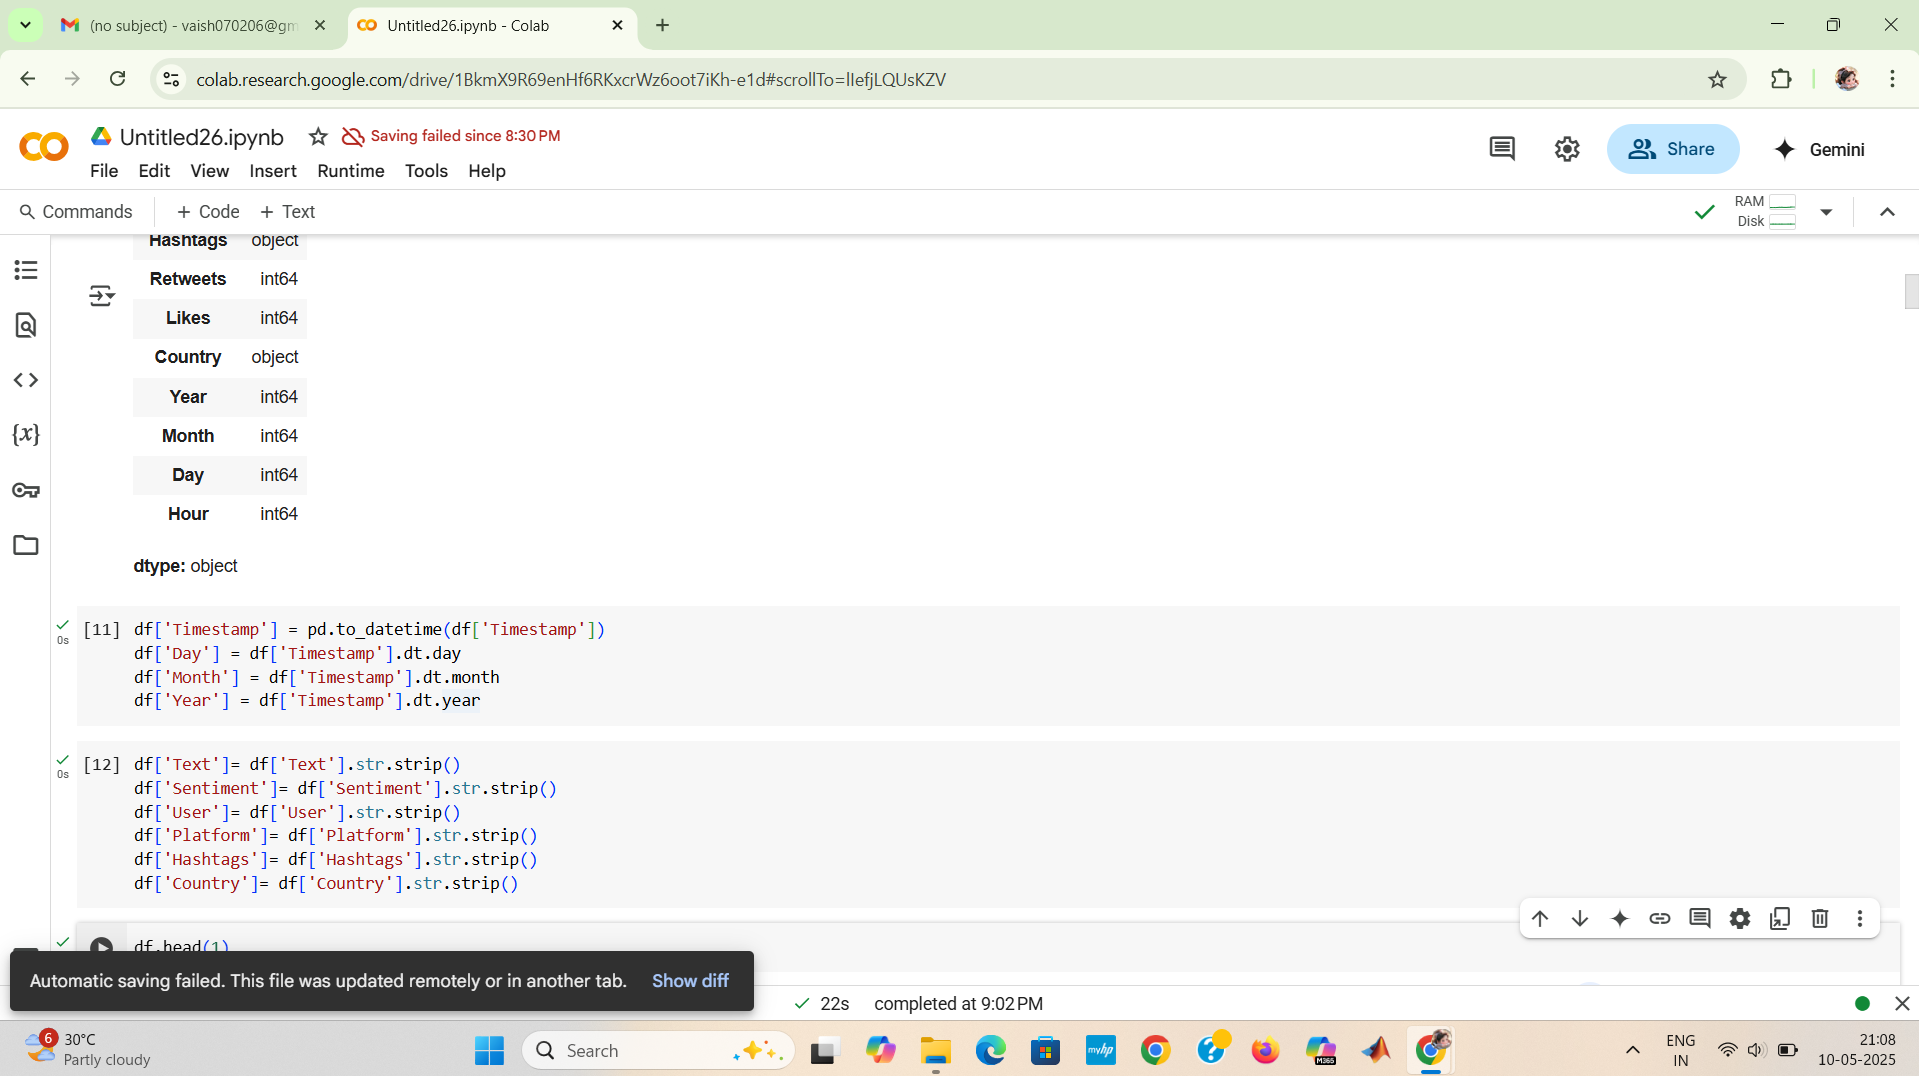 (no subject) - vaish070206@gm
Untitled26.ipynb - Colab
colab.research.google.com/drive/1BkmX9R69enHf6RKxcrWz6oot7iKh-e1d#scrollTo=lIefjLQUsKZV
Untitled26.ipynb
Saving failed since 8:30 PM
File Edit View Insert Runtime Tools Help
Share
Gemini
Commands
+ Code + Text
RAM
Disk
Hashtags object
Retweets int64
Likes int64
Country object
Year int64
Month int64
Day int64
Hour int64
dtype: object
0s
[11] df['Timestamp'] = pd.to_datetime(df['Timestamp'])
df['Day'] = df['Timestamp'].dt.day
df['Month'] = df['Timestamp'].dt.month
df['Year'] = df['Timestamp'].dt.year
0s
[12] df['Text']= df['Text'].str.strip()
df['Sentiment']= df['Sentiment'].str.strip()
df['User']= df['User'].str.strip()
df['Platform']= df['Platform'].str.strip()
df['Hashtags']= df['Hashtags'].str.strip()
df['Country']= df['Country'].str.strip()
df.head(1)
Automatic saving failed. This file was updated remotely or in another tab. Show diff
22s completed at 9:02 PM
6
30°C
Partly cloudy
Search
myhp
M365
ENG
IN
21:08
10-05-2025